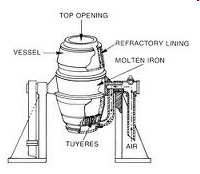 TOP OPENING
REFRACTORY LINING
VESSEL
MOLTEN IRON
TUYERES
AIR